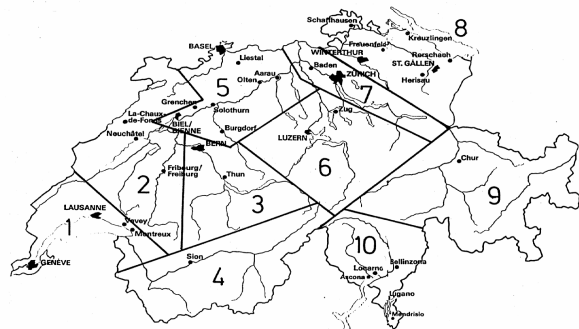 Schaffhausen
8
Kreuzlingen
BASEL
WINTERTHUR
Frauenfeld
Rorschach
Liestal
Baden
ST. GALLEN
ZÜRICH
Aarau
Olten
Herisau
5
7
Grenchen
Solothurn
Zug
La-Chaux-
de-Fonds
BIEL/
BIENNE
Burgdorf
LUZERN
Neuchâtel
BERN
Chur
Fribourg/
Freiburg
Thun
6
2
3
9
LAUSANNE
1
Vevey
Montreux
10
Sion
Bellinzona
GENÈVE
4
Locarno
Ascona
Lugano
Mendrisio